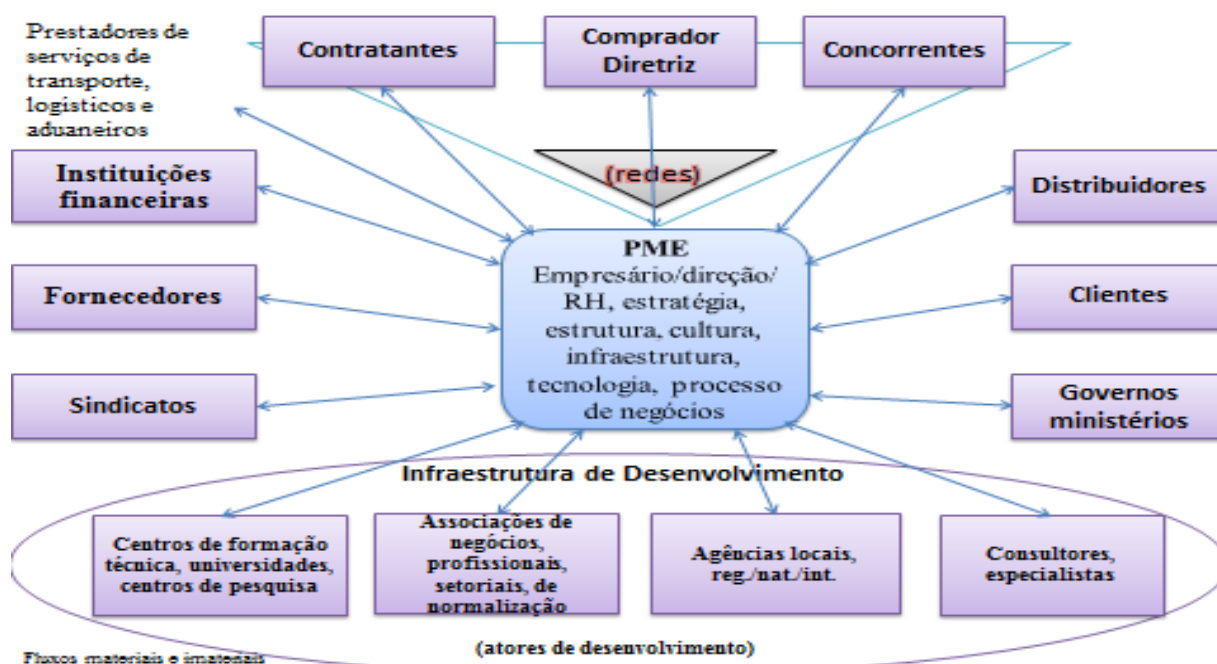 Prestadores de
serviços de
transporte,
logísticos e
aduaneiros
Contratantes
Comprador
Diretriz
Concorrentes
Instituições
financeiras
(redes)
Distribuidores
Fornecedores
PME
Empresário/direção/
RH, estratégia,
estrutura, cultura,
infraestrutura,
tecnologia, processo
de negócios
Clientes
Sindicatos
Governos
ministérios
Infraestrutura de Desenvolvimento
Centros de formação
técnica, universidades,
centros de pesquisa
Associações de
negócios,
profissionais,
setoriais, de
normalização
Agências locais,
reg./nat./int.
Consultores,
especialistas
(atores de desenvolvimento)
Fluxos materiais e imateriais